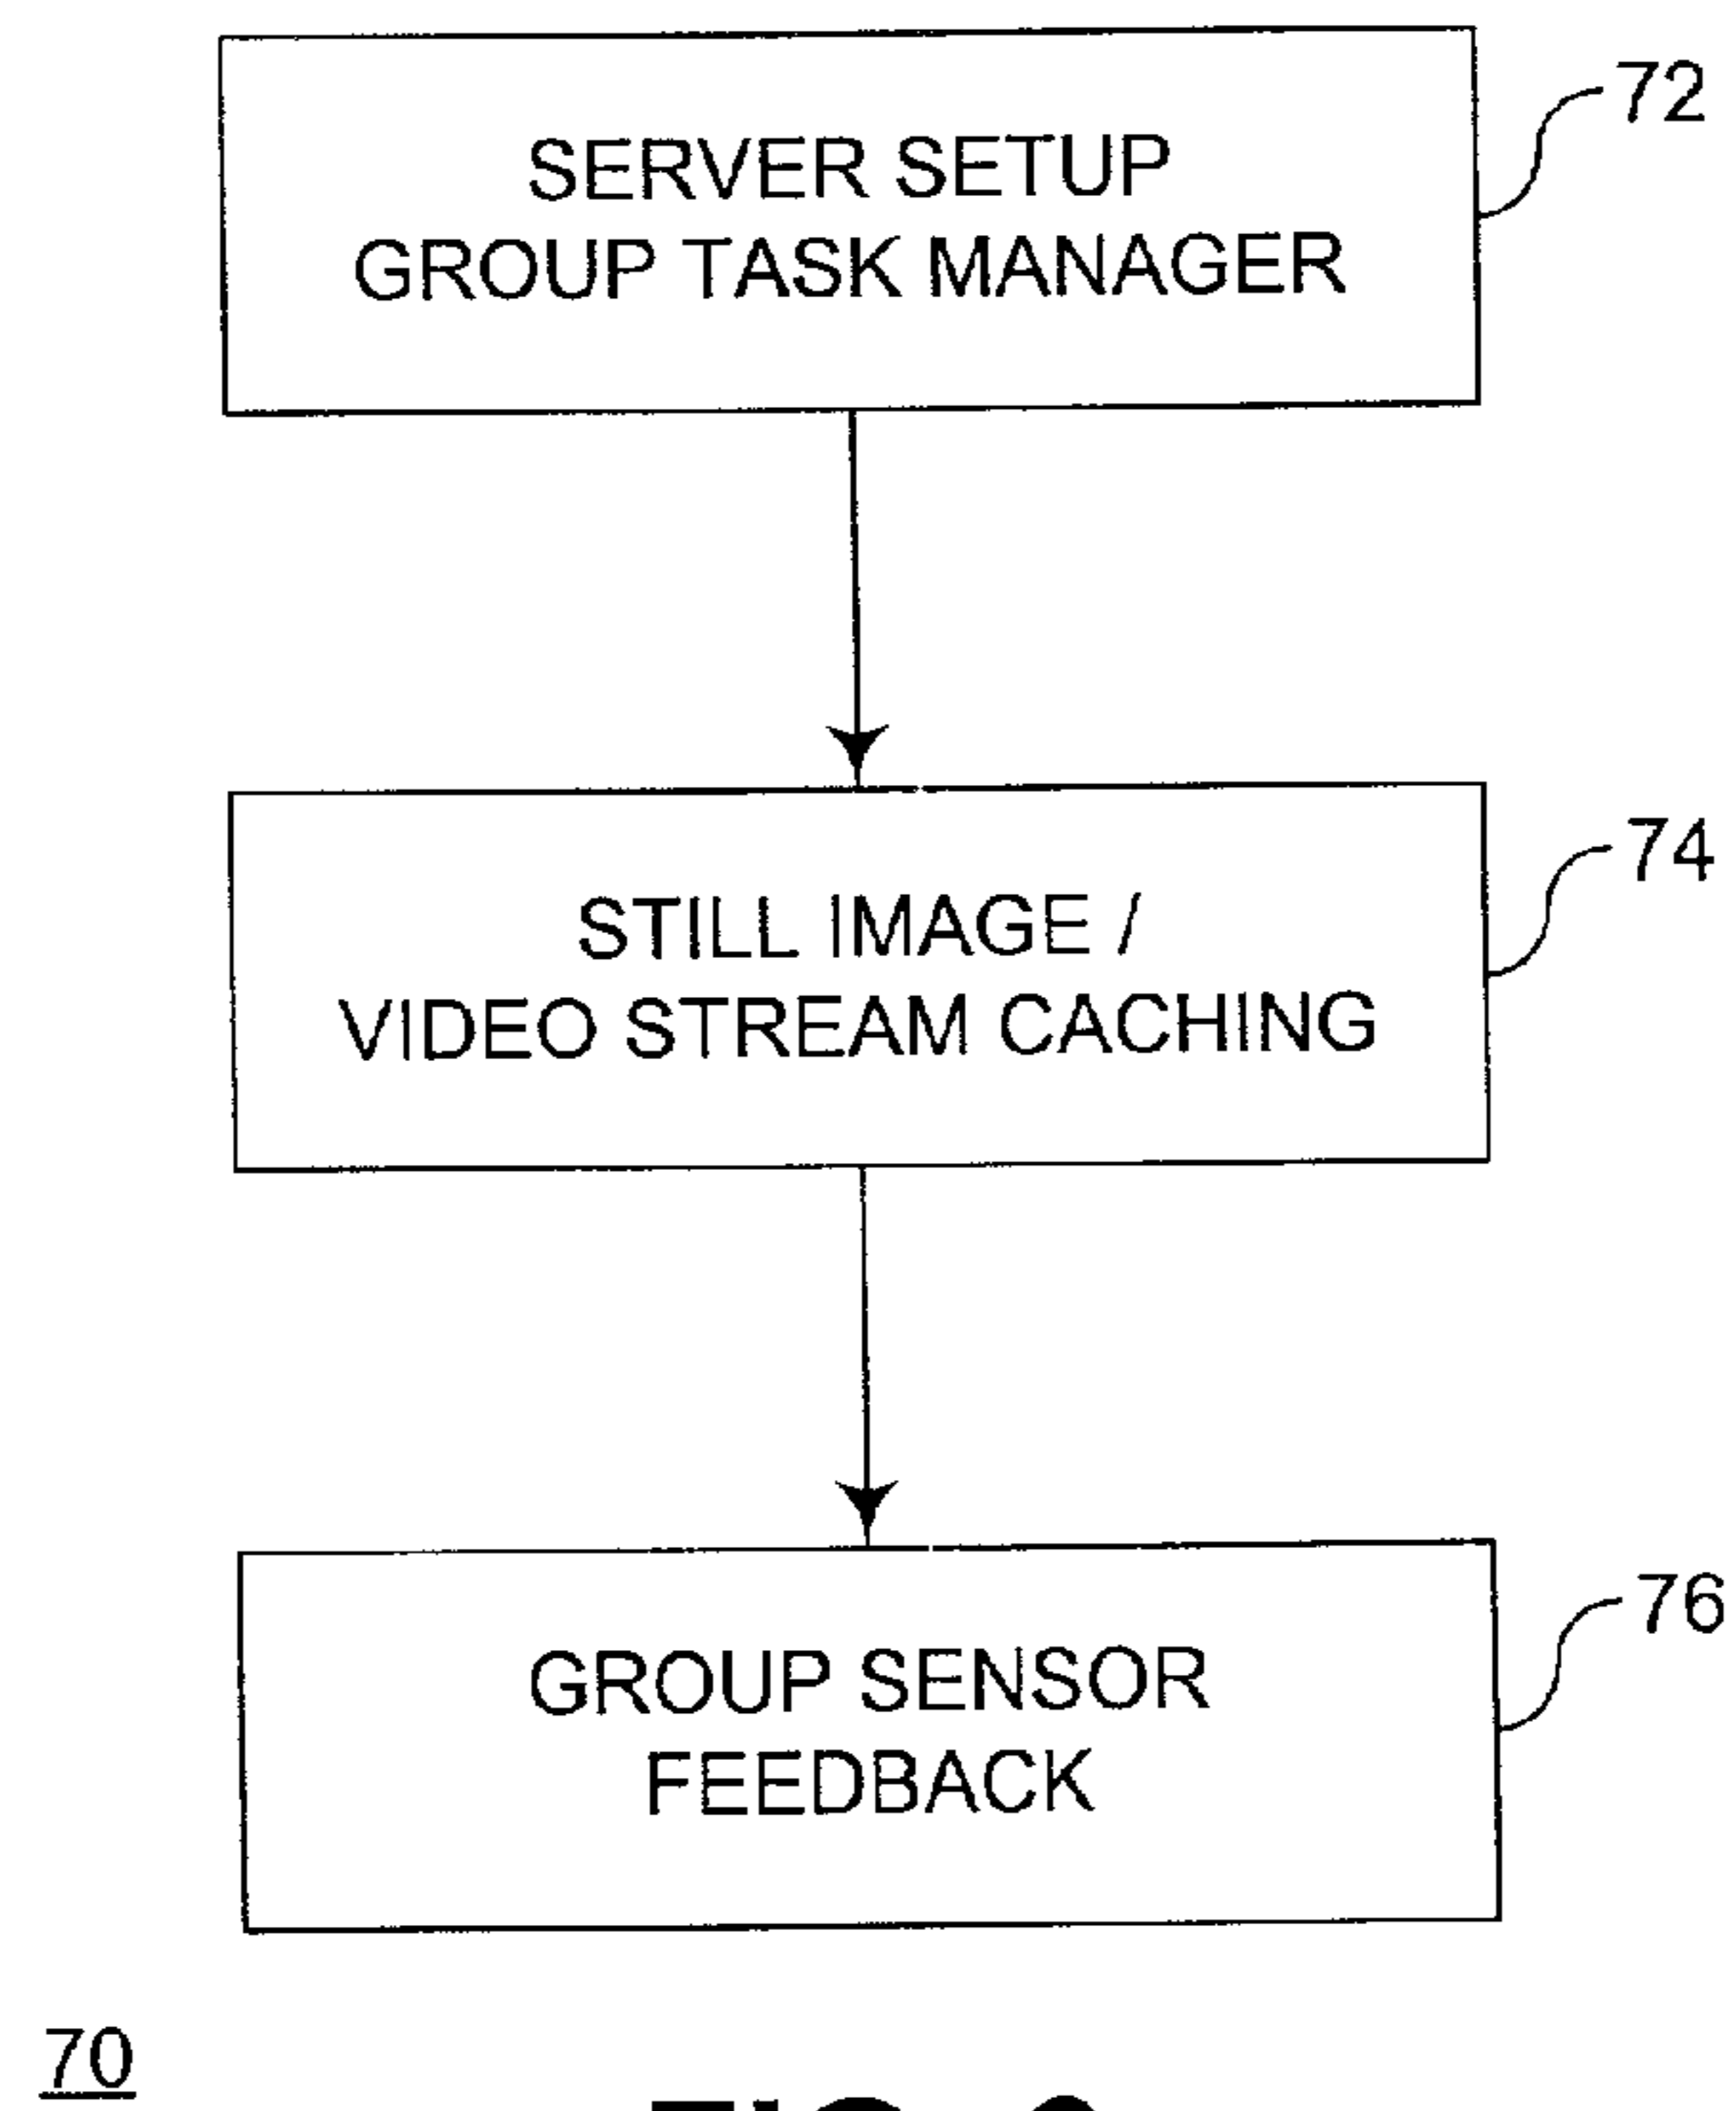 SERVER SETUP
GROUP TASK MANAGER
72
STILL IMAGE /
VIDEO STREAM CACHING
74
GROUP SENSOR
FEEDBACK
76
70